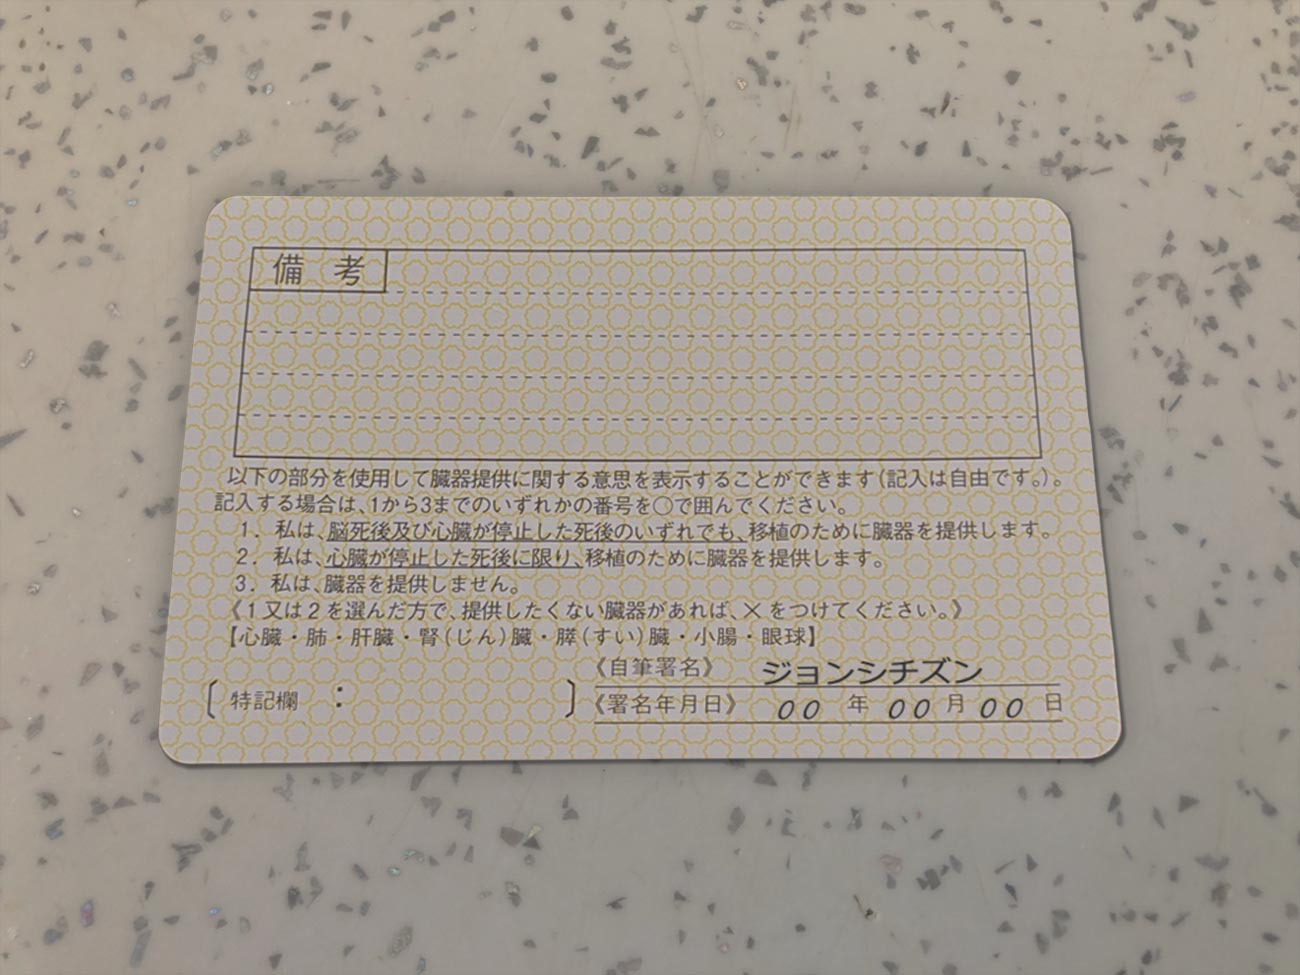 備 考
以下の部分を使用して臓器提供に関する意思を表示することができます(記入は自由です。)。
記入する場合は、1から3までのいずれかの番号を○で囲んでください。
1. 私は、脳死後及び心臓が停止した死後のいずれでも、移植のために臓器を提供します。
2. 私は、心臓が停止した死後に限り、移植のために臓器を提供します。
3. 私は、臓器を提供しません。
《1又は2を選んだ方で、提供したくない臓器があれば、×をつけてください。》
【心臓・肺・肝臓・腎(じん)臓・膵(すい)臓・小腸・眼球】
〔特記欄 : 〕
《自筆署名》 ジョンシチズン
《署名年月日》 00 年 00 月 00 日